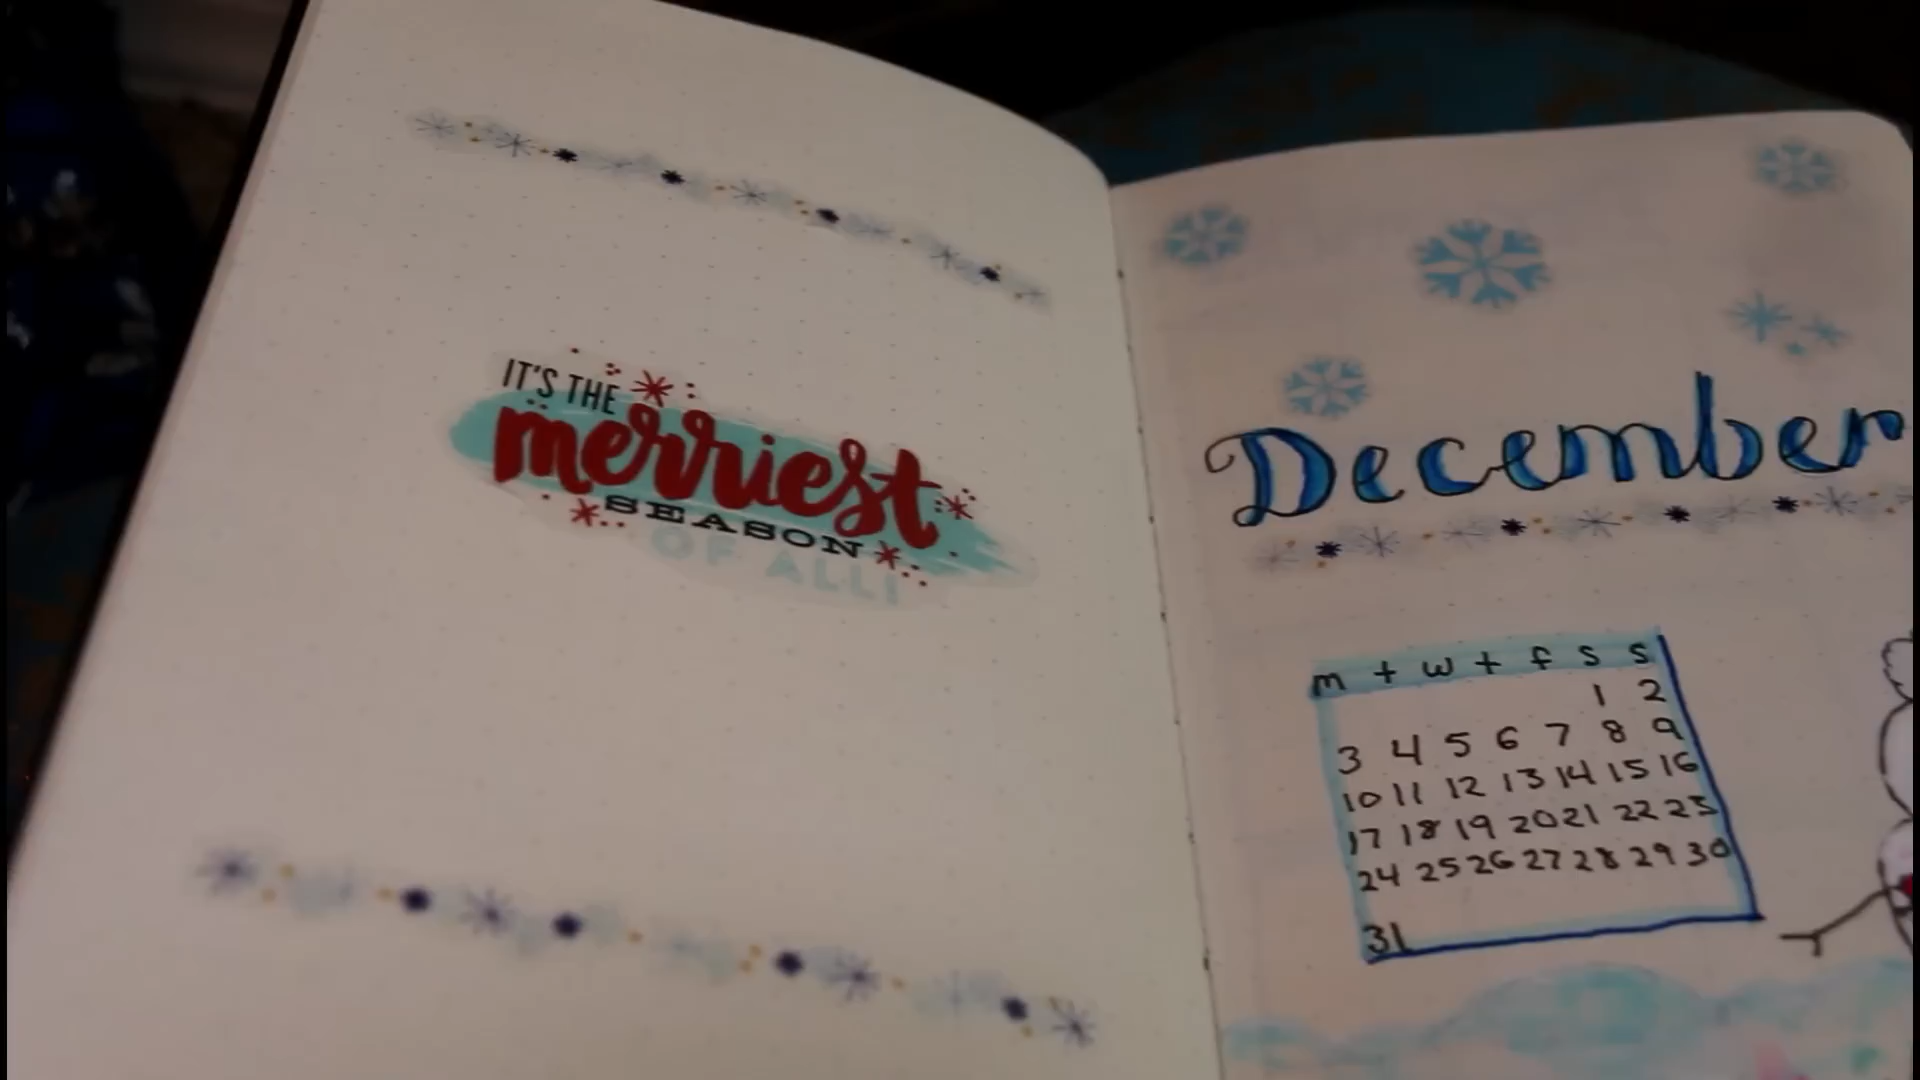 IT'S THE
merriest
SEASON
OF ALL!
December
m t w t f s s
1 2
3 4 5 6 7 8 9
10 11 12 13 14 15 16
17 18 19 20 21 22 23
24 25 26 27 28 29 30
31